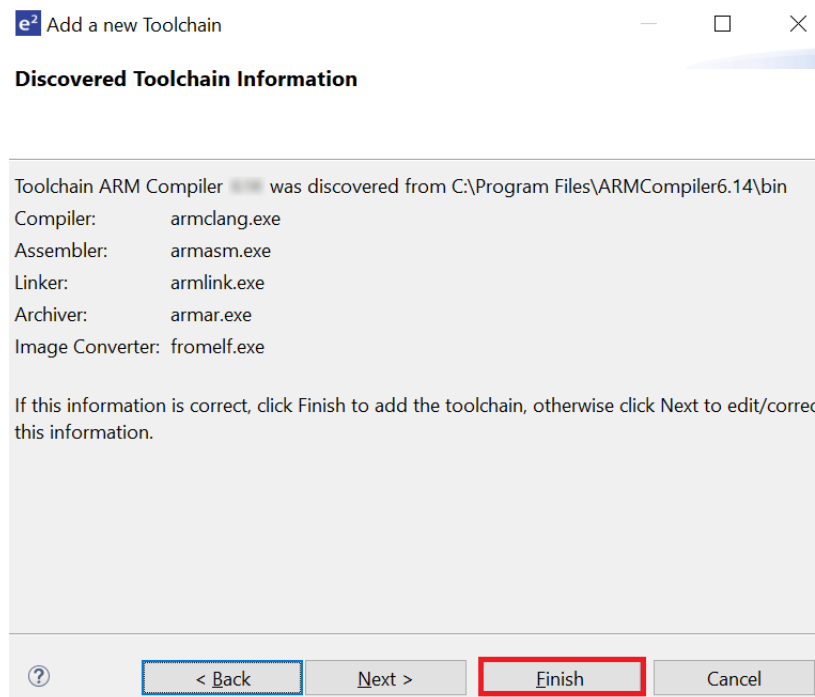 e² Add a new Toolchain
Discovered Toolchain Information
Toolchain ARM Compiler was discovered from C:\Program Files\ARMCompiler6.14\bin
Compiler: armclang.exe
Assembler: armasm.exe
Linker: armlink.exe
Archiver: armar.exe
Image Converter: fromelf.exe
If this information is correct, click Finish to add the toolchain, otherwise click Next to edit/correc
this information.
? < Back Next > Finish Cancel